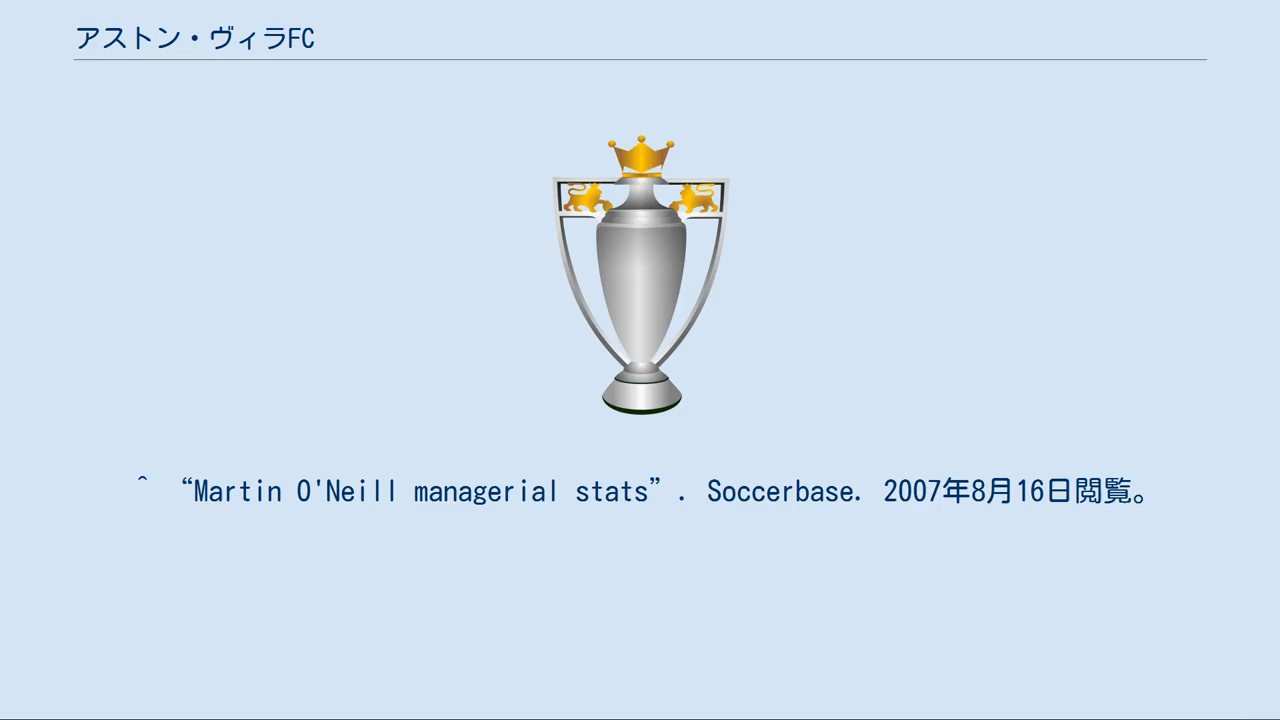 アストン・ヴィラFC
^ “Martin O'Neill managerial stats”. Soccerbase. 2007年8月16日閲覧。